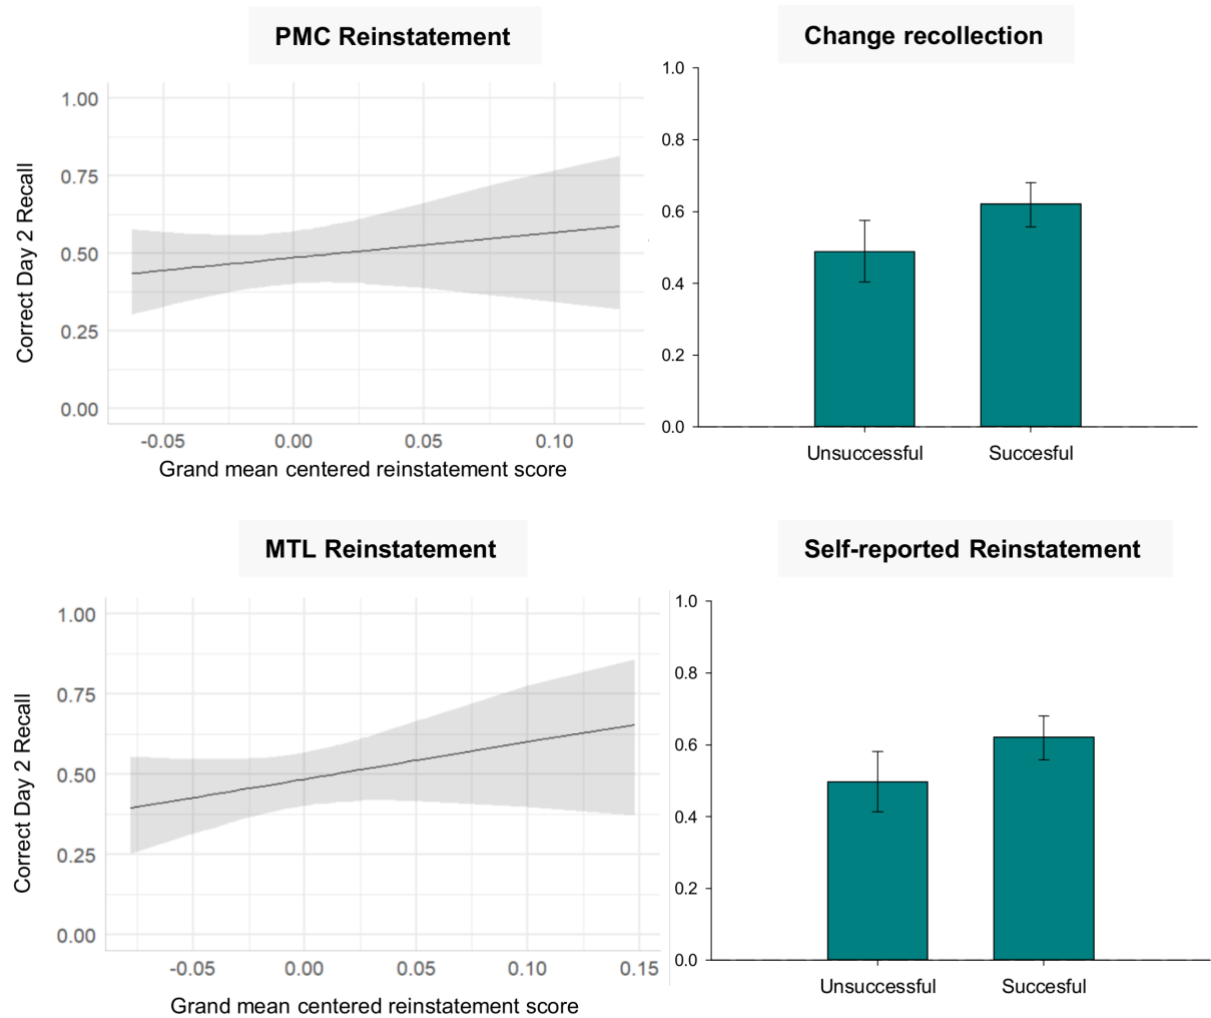 PMC Reinstatement
Correct Day 2 Recall
1.00
0.75
0.50
0.25
0.00
-0.05
0.00
0.05
0.10
Grand mean centered reinstatement score
Change recollection
1.0
0.8
0.6
0.4
0.2
0.0
Unsuccessful
Succesful
MTL Reinstatement
Correct Day 2 Recall
1.00
0.75
0.50
0.25
0.00
-0.05
0.00
0.05
0.10
0.15
Grand mean centered reinstatement score
Self-reported Reinstatement
1.0
0.8
0.6
0.4
0.2
0.0
Unsuccessful
Succesful